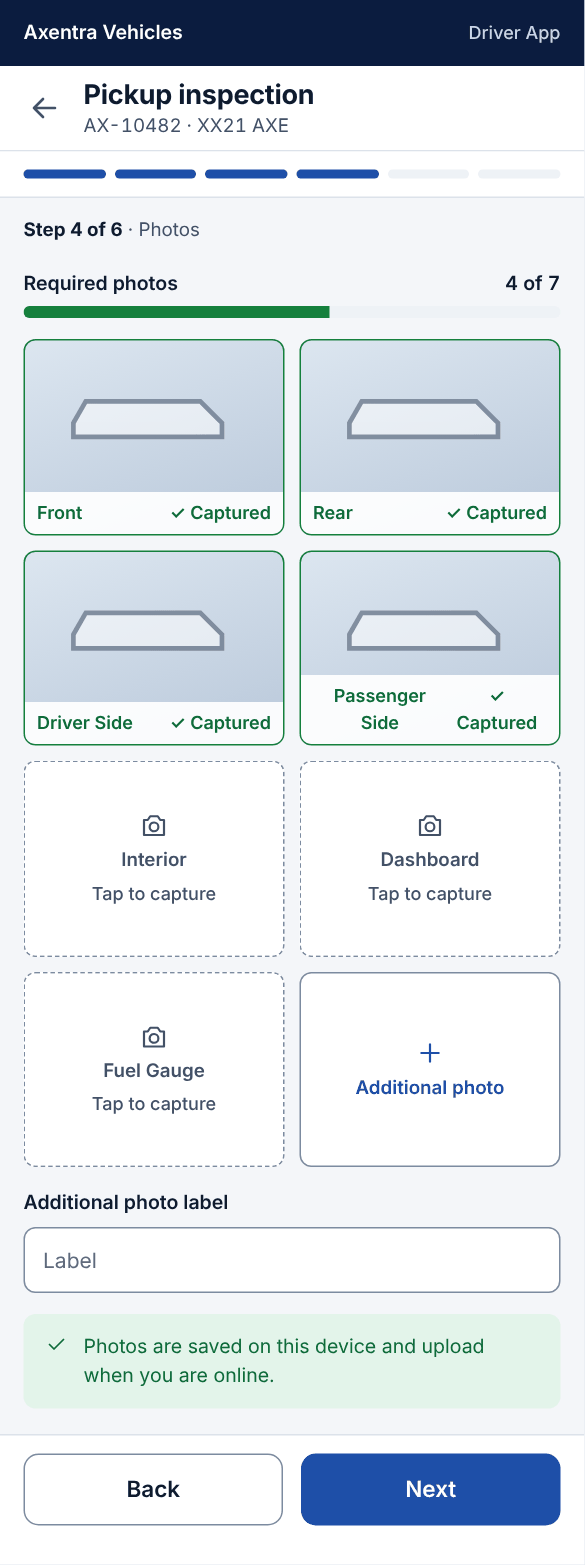 Axentra Vehicles
Driver App
Pickup inspection
AX-10482 · XX21 AXE
Step 4 of 6 · Photos
Required photos
4 of 7
Front
✓ Captured
Rear
✓ Captured
Driver Side
✓ Captured
Passenger
Side
✓
Captured
Interior
Tap to capture
Dashboard
Tap to capture
Fuel Gauge
Tap to capture
Additional photo
Additional photo label
Label
Photos are saved on this device and upload
when you are online.
Back
Next